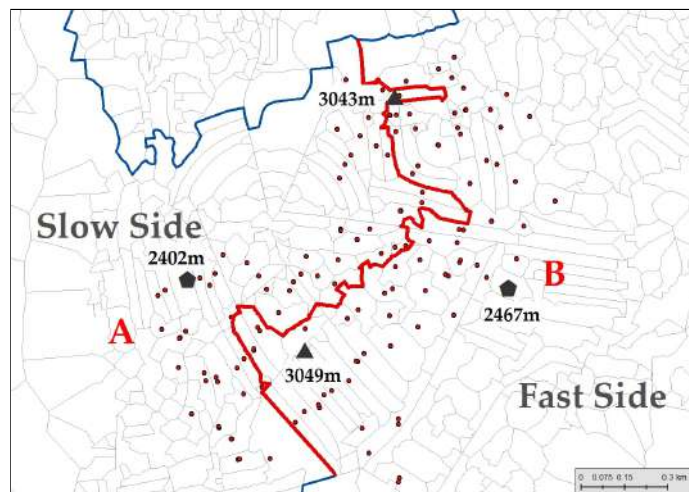 3043m
Slow Side
2402m
B
2467m
A
3049m
Fast Side
0 0.075 0.15 0.3 km